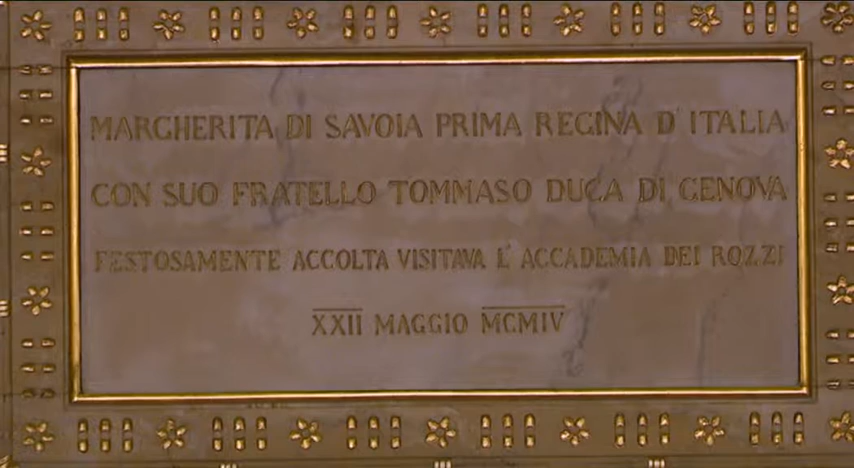 MARGHERITA DI SAVOIA PRIMA REGINA D'ITALIA
CON SUO FRATELLO TOMMASO DUCA DI GENOVA
FESTOSAMENTE ACCOLTA VISITAVA L'ACCADEMIA DEI ROZZI
XXII MAGGIO MCMIV